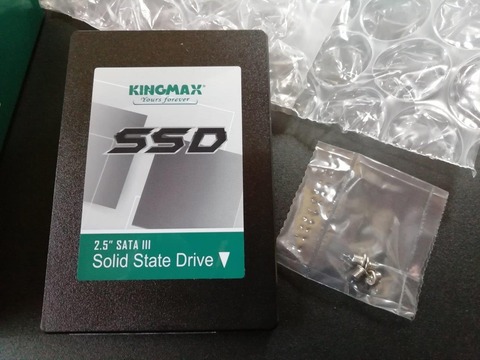 KINGMAX®
Yours forever
SSD
2.5" SATA III
Solid State Drive